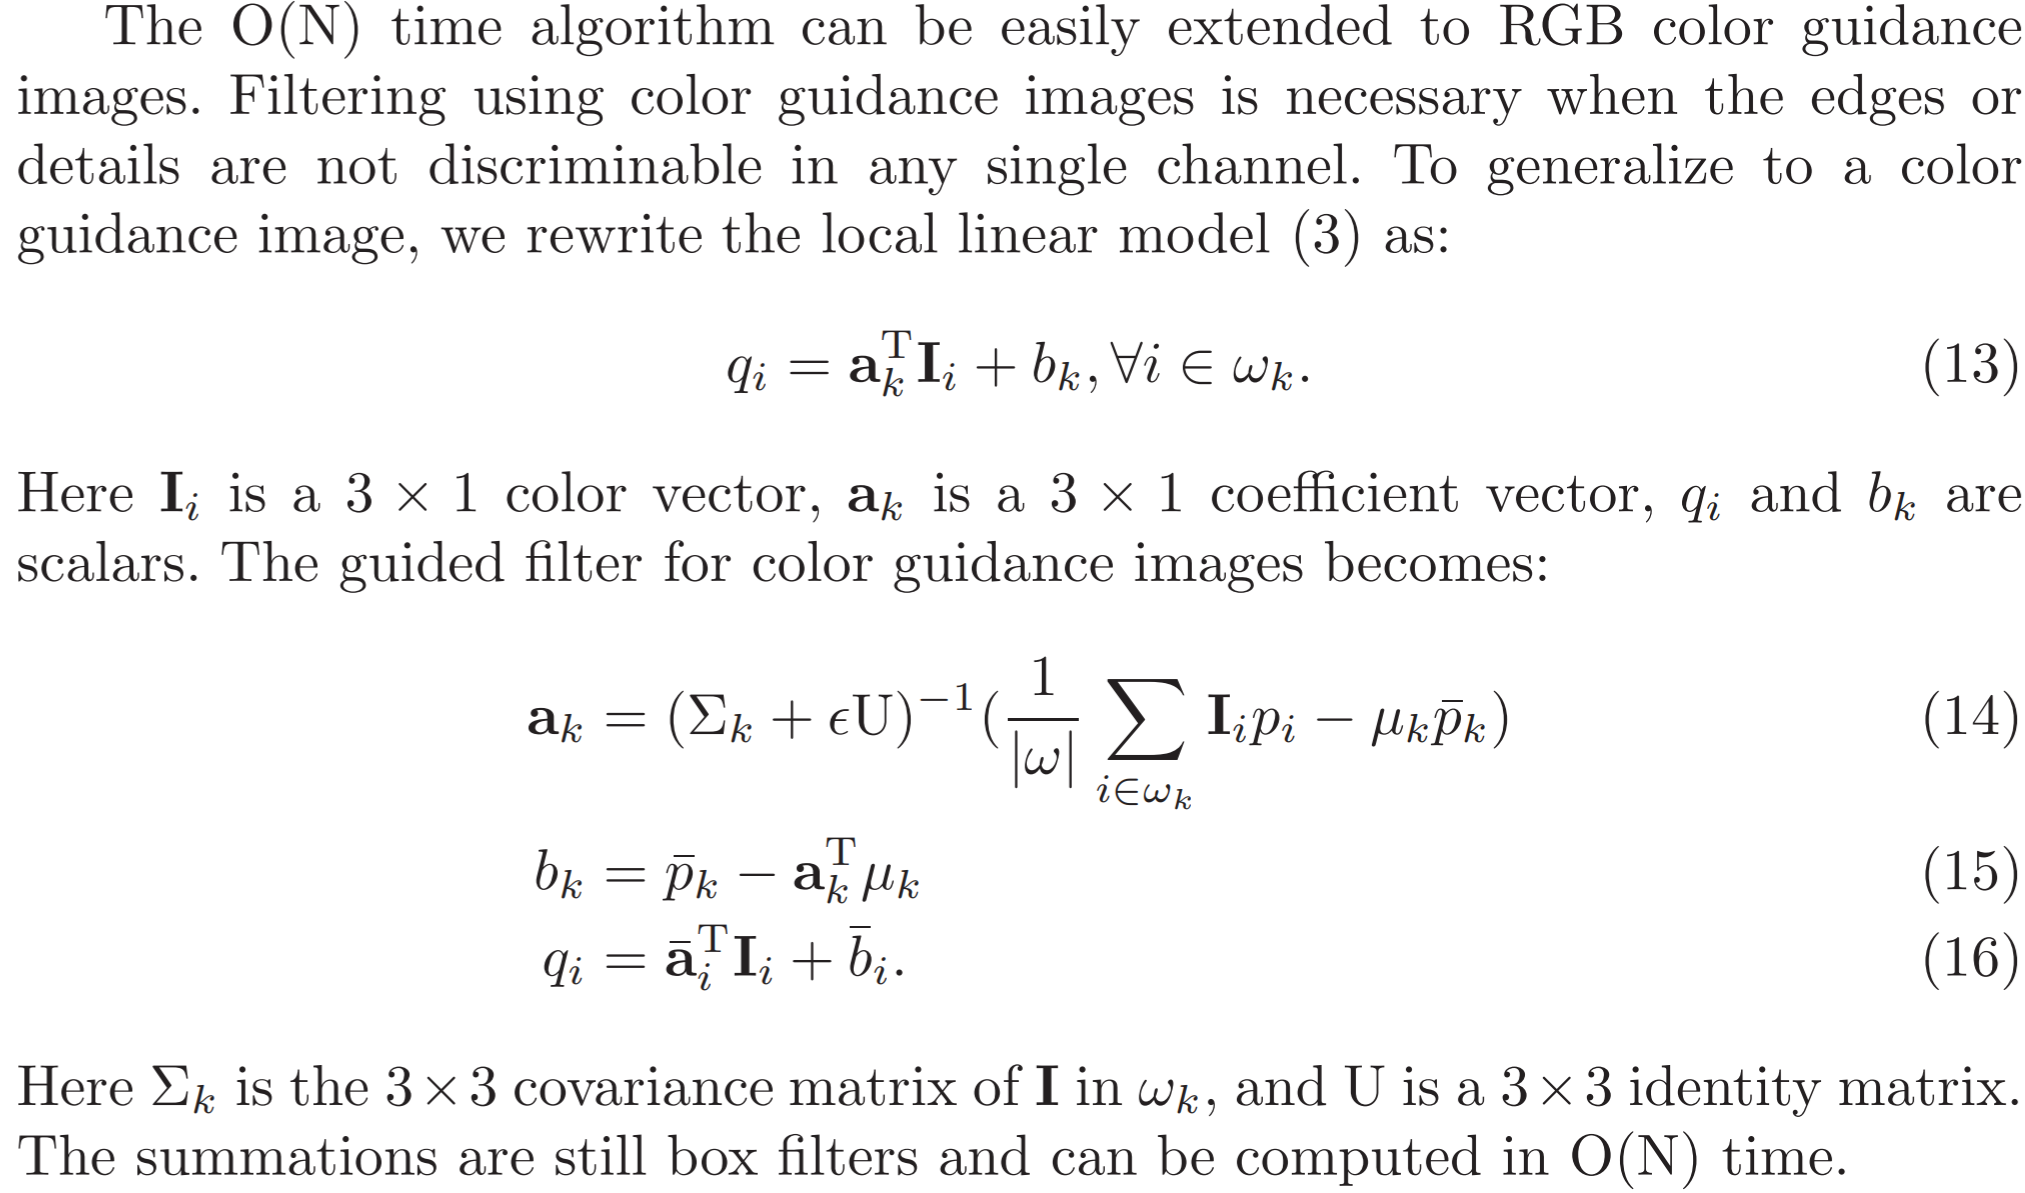 The O(N) time algorithm can be easily extended to RGB color guidance
images. Filtering using color guidance images is necessary when the edges or
details are not discriminable in any single channel. To generalize to a color
guidance image, we rewrite the local linear model (3) as:
$q_i = \mathbf{a}_k^{\mathrm{T}} \mathbf{I}_i + b_k, \forall i \in \omega_k.$ (13)
Here $\mathbf{I}_i$ is a 3 × 1 color vector, $\mathbf{a}_k$ is a 3 × 1 coefficient vector, $q_i$ and $b_k$ are
scalars. The guided filter for color guidance images becomes:
$\mathbf{a}_k = (\Sigma_k + \epsilon \mathrm{U})^{-1} (\frac{1}{|\omega|} \sum_{i \in \omega_k} \mathbf{I}_i p_i - \mu_k \bar{p}_k)$ (14)
$b_k = \bar{p}_k - \mathbf{a}_k^{\mathrm{T}} \mu_k$ (15)
$q_i = \bar{\mathbf{a}}_i^{\mathrm{T}} \mathbf{I}_i + \bar{b}_i.$ (16)
Here $\Sigma_k$ is the 3×3 covariance matrix of $\mathbf{I}$ in $\omega_k$, and U is a 3×3 identity matrix.
The summations are still box filters and can be computed in O(N) time.